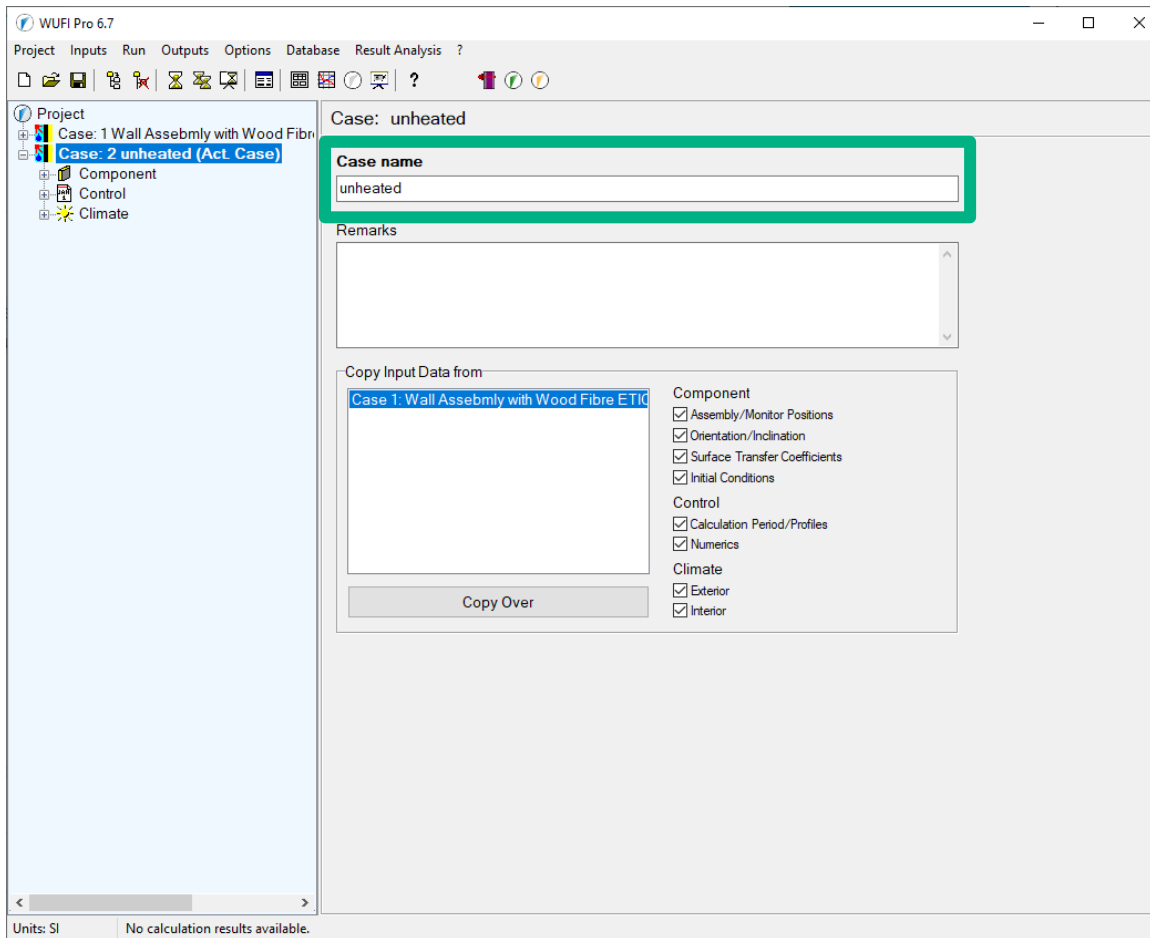 WUFI Pro 6.7
Project Inputs Run Outputs Options Database Result Analysis ?
?
Project
Case: 1 Wall Assebmly with Wood Fibr
Case: 2 unheated (Act. Case)
Component
Control
Climate
Case: unheated
Case name
unheated
Remarks
Copy Input Data from
Case 1: Wall Assebmly with Wood Fibre ETIC
Copy Over
Component
Assembly/Monitor Positions
Orientation/Inclination
Surface Transfer Coefficients
Initial Conditions
Control
Calculation Period/Profiles
Numerics
Climate
Exterior
Interior
Units: SI No calculation results available.